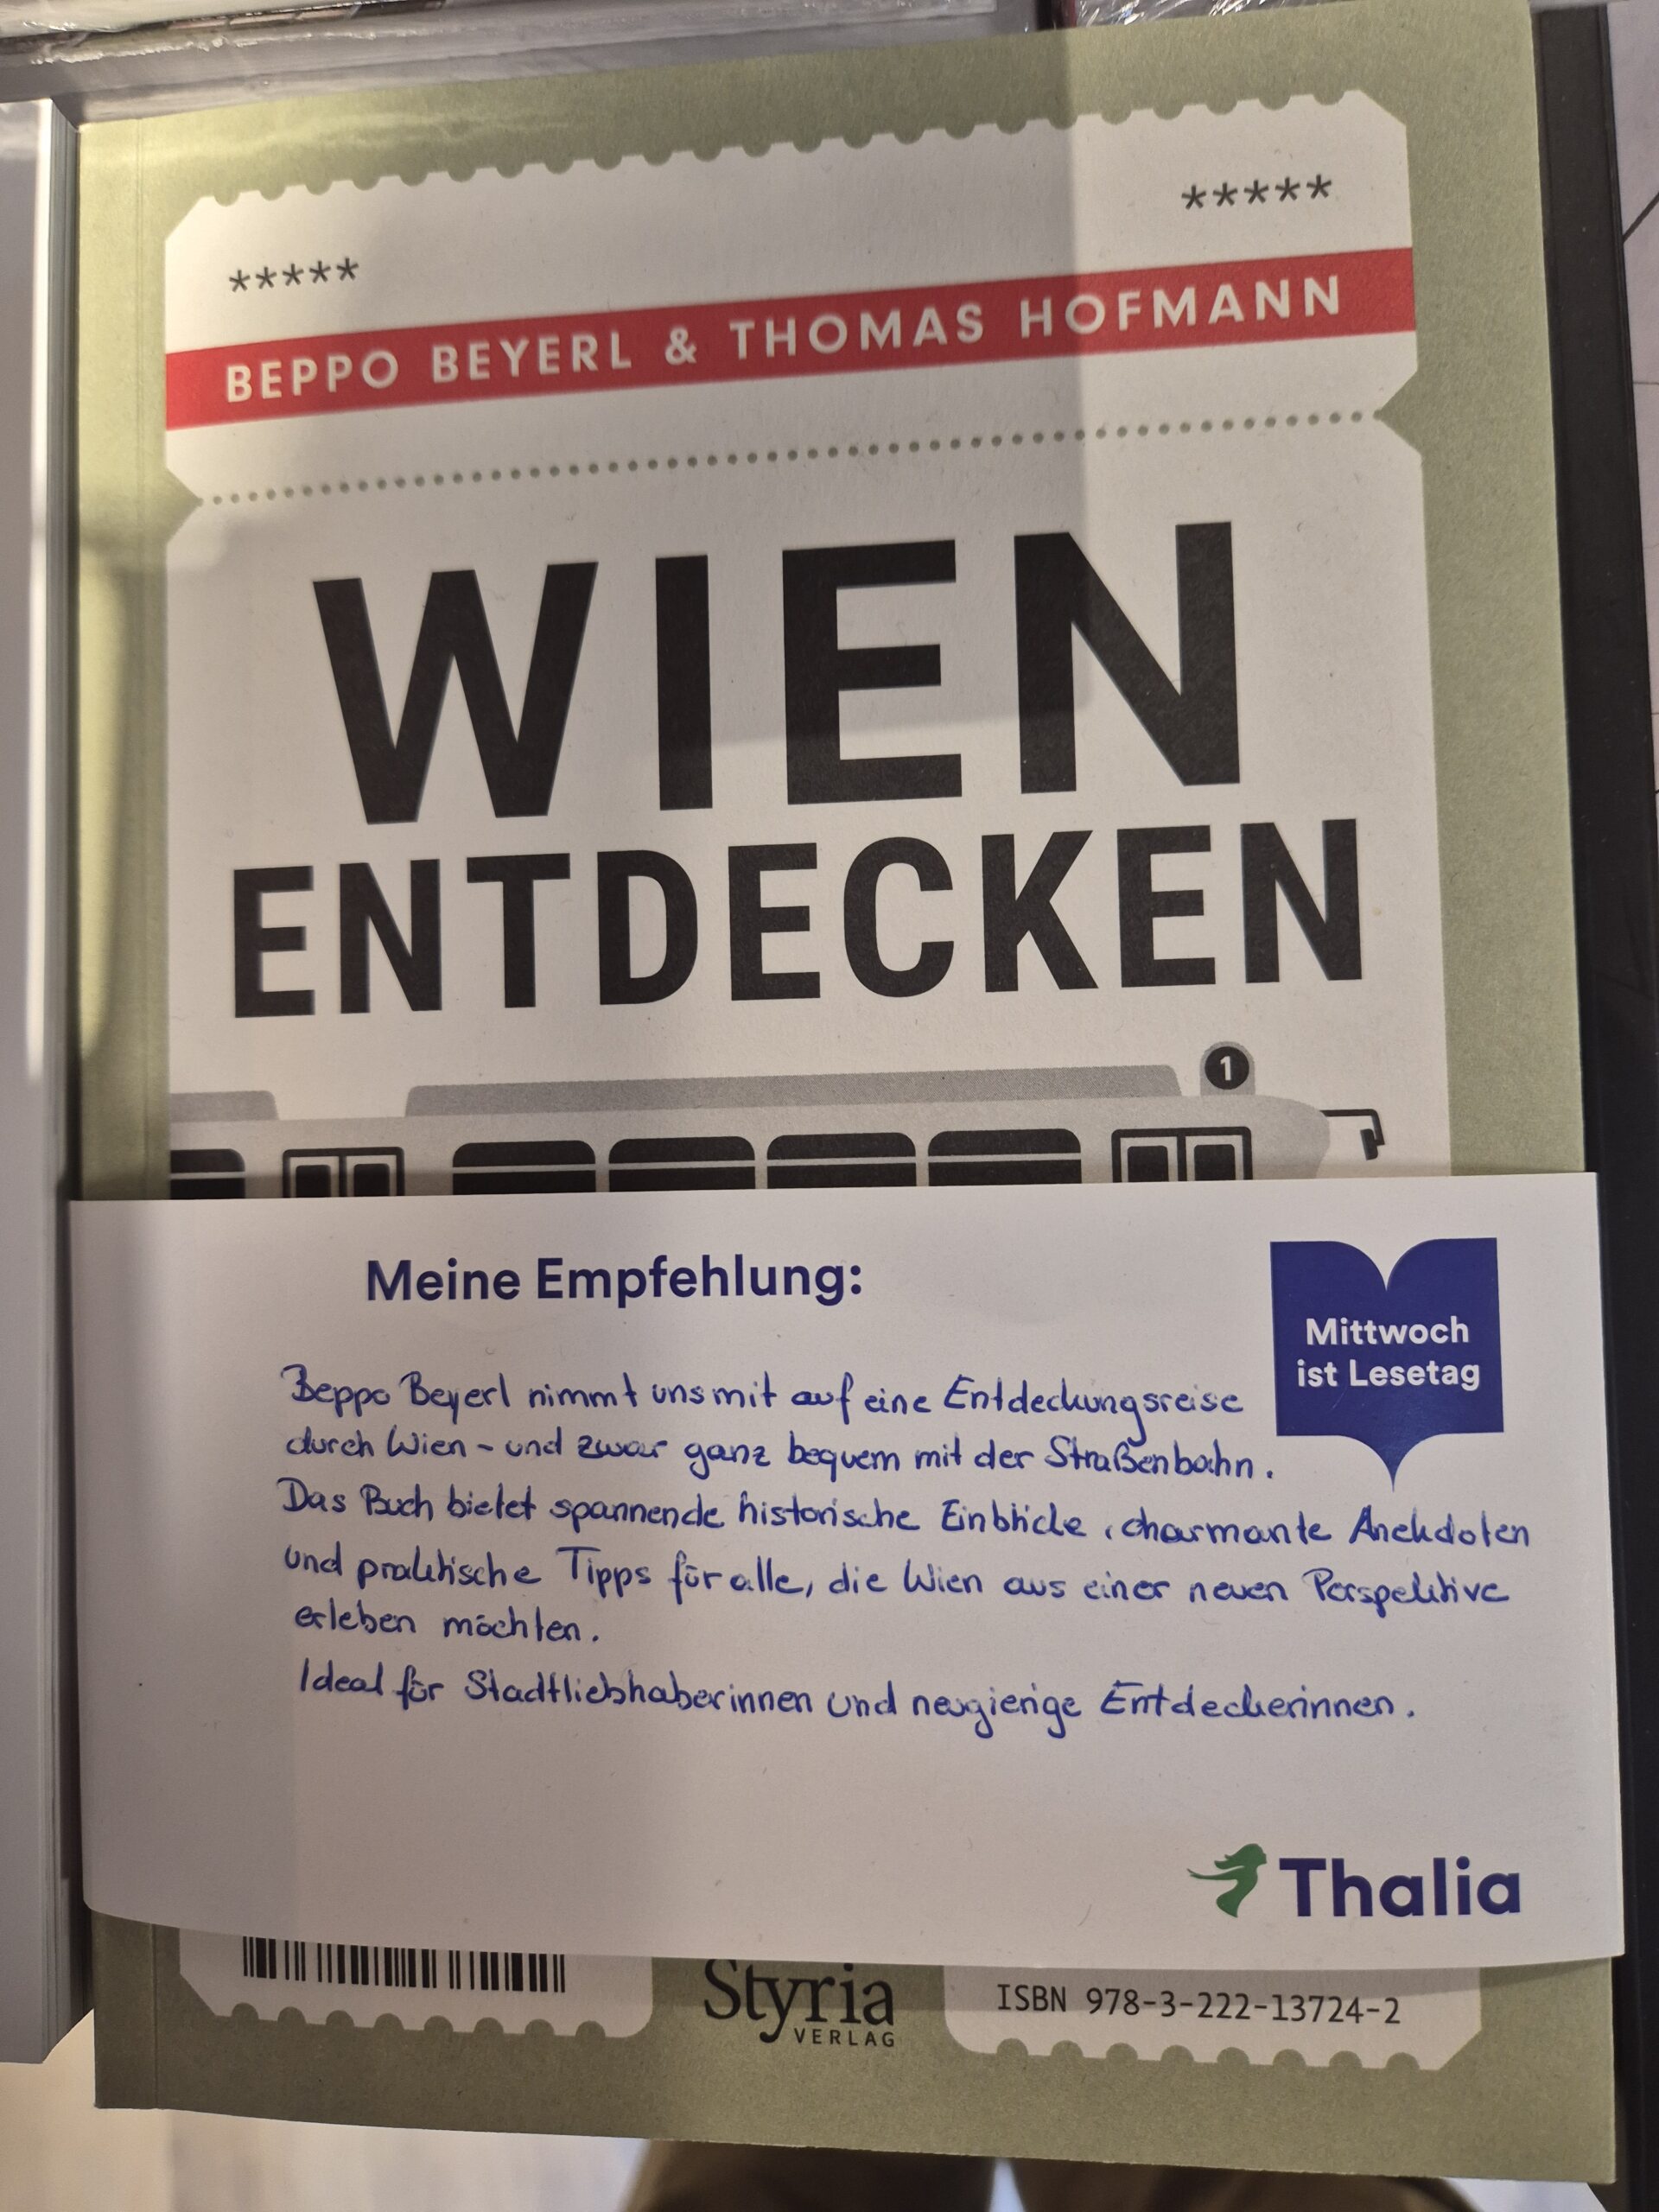 *****
*****
BEPPO BEYERL & THOMAS HOFMANN
WIEN
ENTDECKEN
1
Meine Empfehlung:
Mittwoch
ist Lesetag
Beppo Beyerl nimmt uns mit auf eine Entdeckungsreise
durch Wien - und zwar ganz bequem mit der Straßenbahn.
Das Buch bietet spannende historische Einblicke, charmante Anekdoten
und praktische Tipps für alle, die Wien aus einer neuen Perspektive
erleben möchten.
Ideal für Stadtliebhaberinnen und neugierige Entdeckerinnen.
Thalia
Styria
VERLAG
ISBN 978-3-222-13724-2